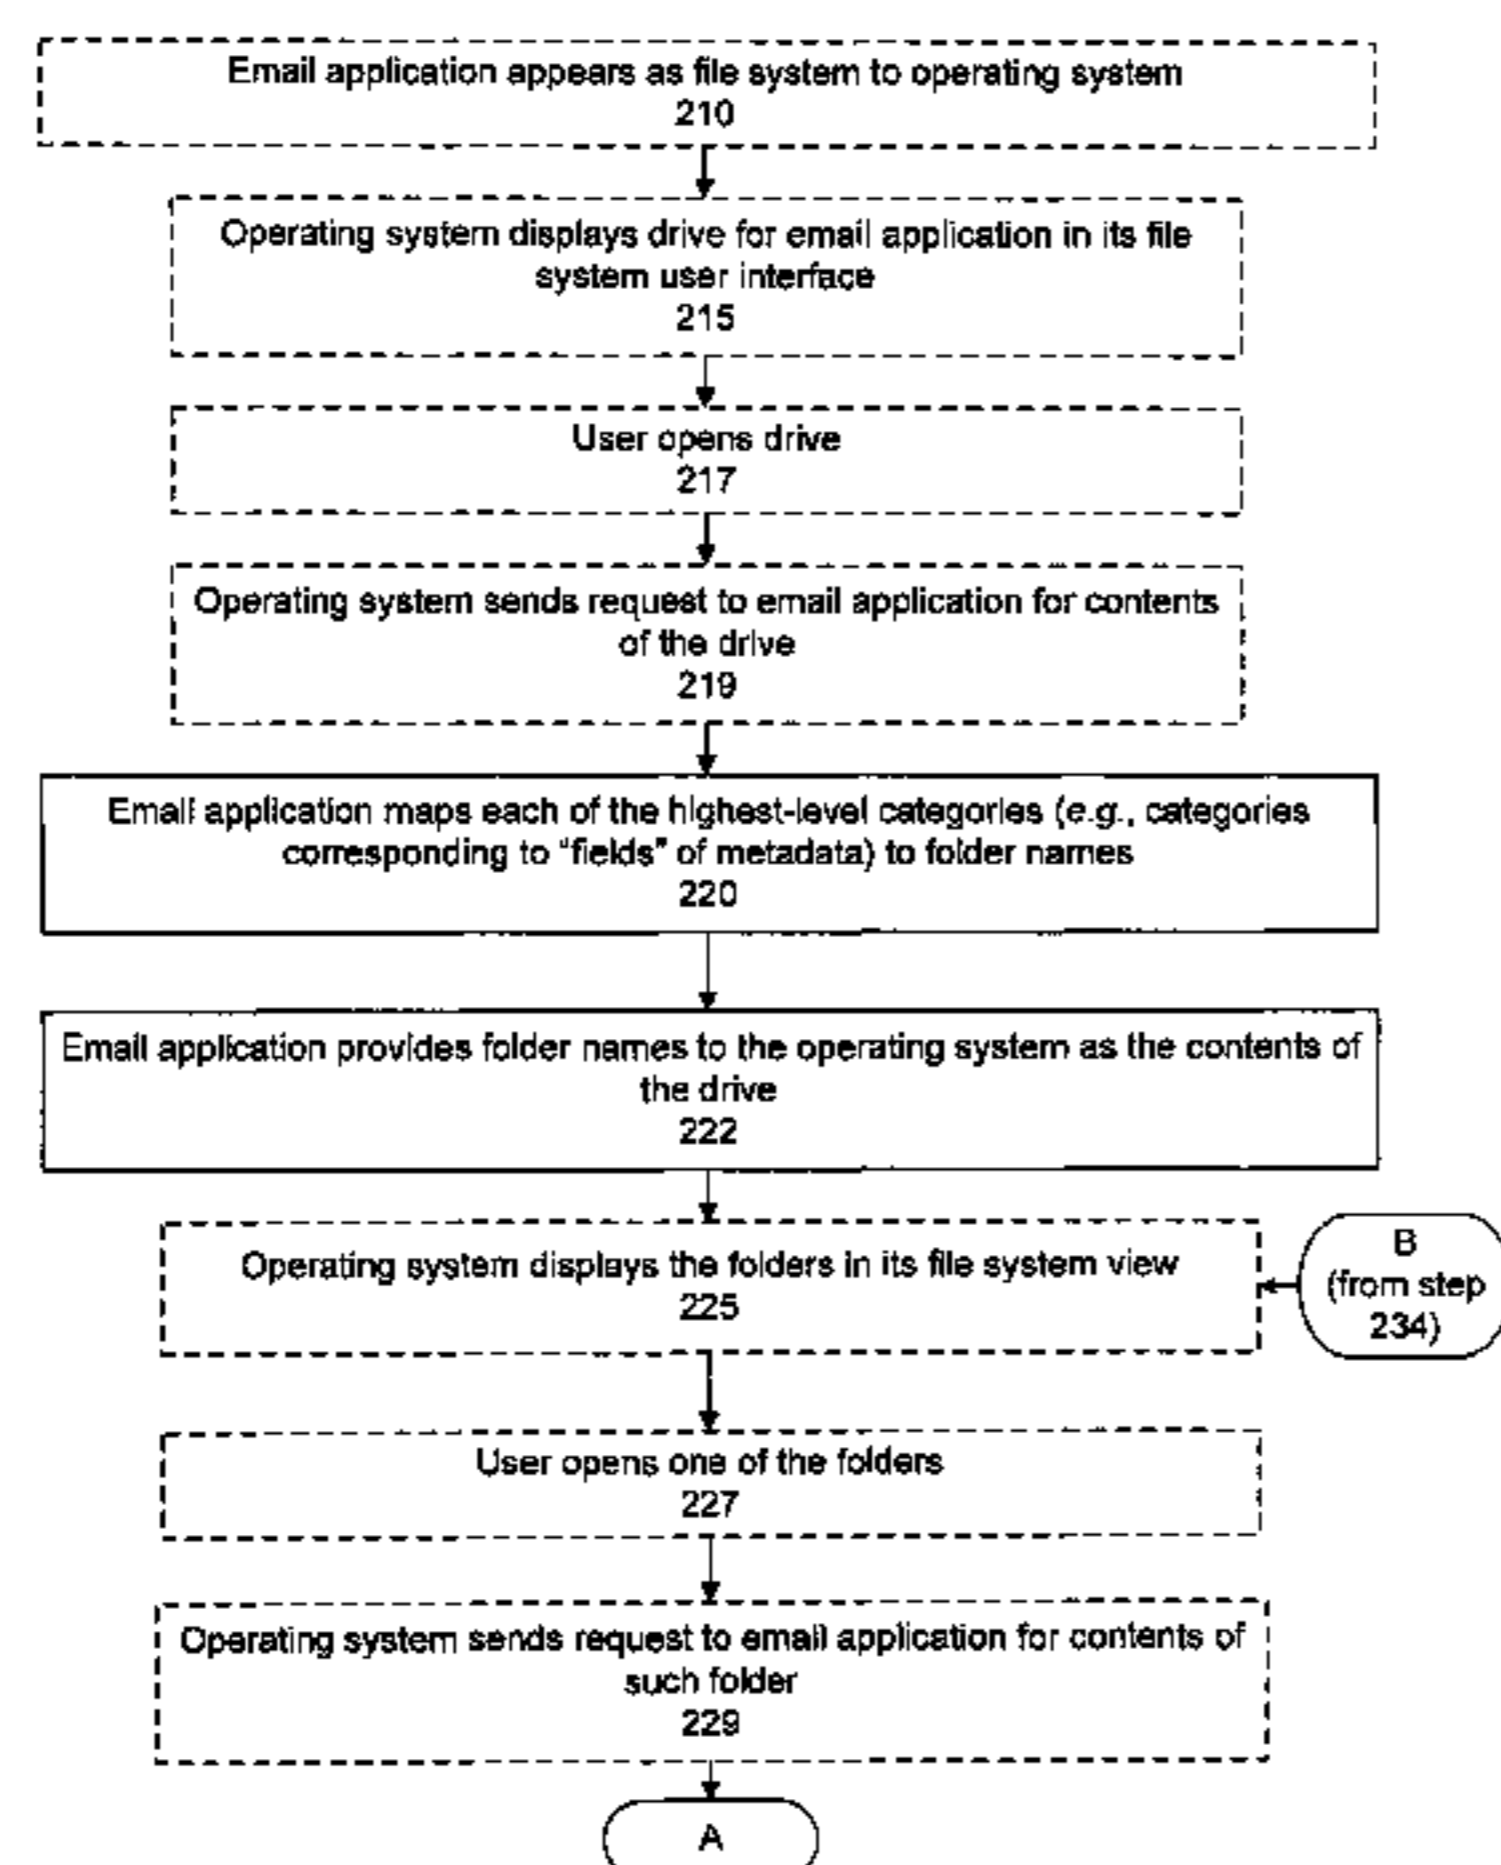 Email application appears as file system to operating system
210
Operating system displays drive for email application in its file
system user interface
215
User opens drive
217
Operating system sends request to email application for contents
of the drive
219
Email application maps each of the highest-level categories (e.g., categories
corresponding to "fields" of metadata) to folder names
220
Email application provides folder names to the operating system as the contents of
the drive
222
Operating system displays the folders in its file system view
225
B
(from step
234)
User opens one of the folders
227
Operating system sends request to email application for contents of
such folder
229
A